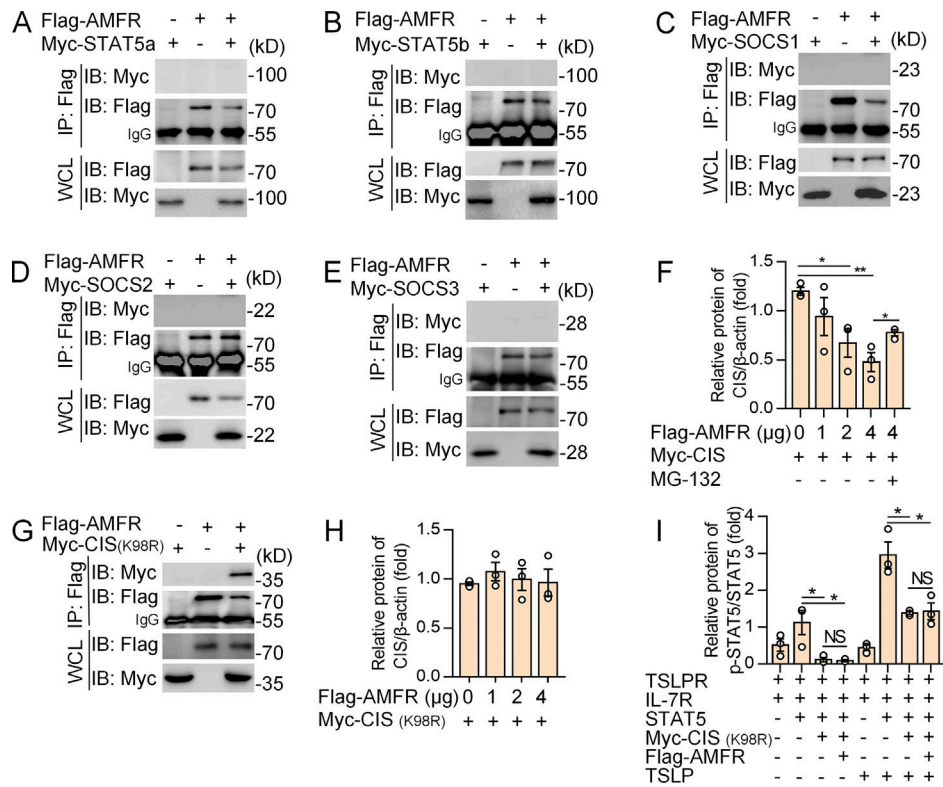 A
Flag-AMFR - + +
Myc-STAT5a + - + (kD)
IP: Flag
IB: Myc -100
IB: Flag -70
IgG -55
WCL
IB: Flag -70
IB: Myc -100
B
Flag-AMFR - + +
Myc-STAT5b + - + (kD)
IP: Flag
IB: Myc -100
IB: Flag -70
IgG -55
WCL
IB: Flag -70
IB: Myc -100
C
Flag-AMFR - + +
Myc-SOCS1 + - + (kD)
IP: Flag
IB: Myc -23
IB: Flag -70
IgG -55
WCL
IB: Flag -70
IB: Myc -23
D
Flag-AMFR - + +
Myc-SOCS2 + - + (kD)
IP: Flag
IB: Myc -22
IB: Flag -70
IgG -55
WCL
IB: Flag -70
IB: Myc -22
E
Flag-AMFR - + +
Myc-SOCS3 + - + (kD)
IP: Flag
IB: Myc -28
IB: Flag -70
IgG -55
WCL
IB: Flag -70
IB: Myc -28
F
Relative protein of
CIS/β-actin (fold)
1.5
1.0
0.5
0.0
*
**
*
Flag-AMFR (μg) 0 1 2 4 4
Myc-CIS + + + + +
MG-132 - - - - +
G
Flag-AMFR - + +
Myc-CIS(K98R) + - + (kD)
IP: Flag
IB: Myc -35
IB: Flag -70
IgG -55
WCL
IB: Flag -70
IB: Myc -35
H
Relative protein of
CIS/β-actin (fold)
1.5
1.0
0.5
0.0
Flag-AMFR (μg) 0 1 2 4
Myc-CIS (K98R) + + + +
I
Relative protein of
p-STAT5/STAT5 (fold)
4
3
2
1
0
* *
NS
* *
NS
TSLPR + + + + + + + +
IL-7R + + + + + + + +
STAT5 - + + + - + + +
Myc-CIS (K98R) - - + + - - + +
Flag-AMFR - - - + - - - +
TSLP - - - - + + + +